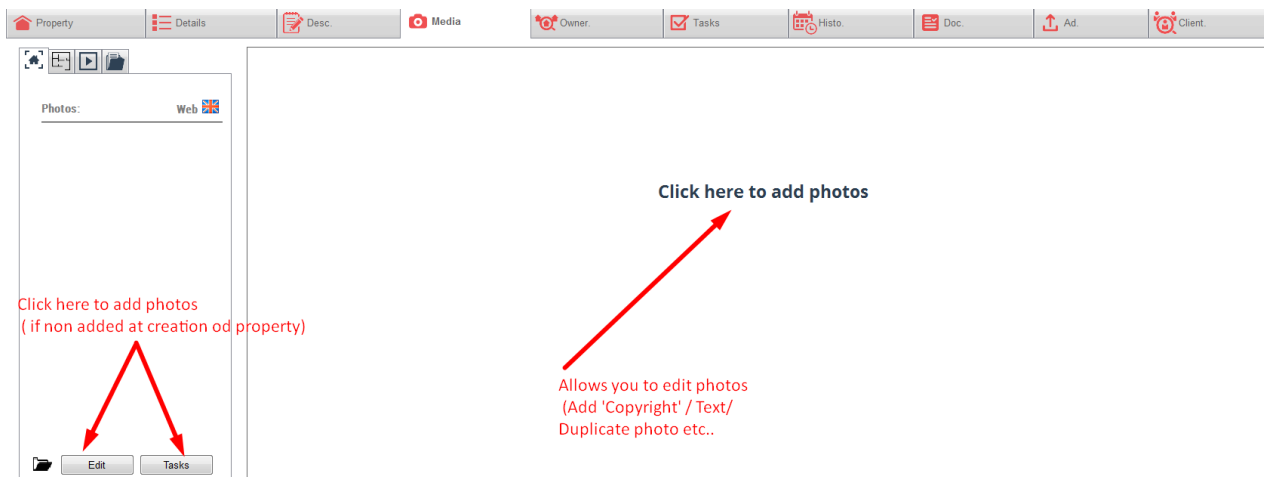 Property Details Desc. Media Owner. Tasks Histo. Doc. Ad. Client.
Photos: Web
Click here to add photos
Click here to add photos
( if non added at creation od property)
Allows you to edit photos
(Add 'Copyright' / Text/
Duplicate photo etc..
Edit Tasks